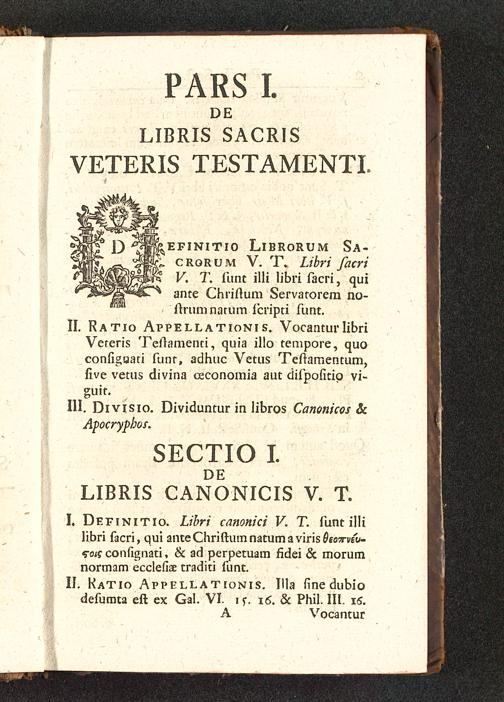 PARS I.
DE
LIBRIS SACRIS
VETERIS TESTAMENTI.
DEFINITIO LIBRORUM SA-
CRORUM V. T. Libri ſacri
V. T. ſunt illi libri ſacri, qui
ante Chriſtum Servatorem no-
ſtrum natum ſcripti ſunt.
II. RATIO APPELLATIONIS. Vocantur libri
Veteris Teſtamenti, quia illo tempore, quo
conſignati ſunt, adhuc Vetus Teſtamentum,
ſive vetus divina œconomia aut diſpoſitio vi-
guit.
III. DIVISIO. Dividuntur in libros Canonicos &
Apocryphos.
SECTIO I.
DE
LIBRIS CANONICIS V. T.
I. DEFINITIO. Libri canonici V. T. ſunt illi
libri ſacri, qui ante Chriſtum natum a viris θεοπνέυ-
ϛοις conſignati, & ad perpetuam fidei & morum
normam eccleſiæ traditi ſunt.
II. RATIO APPELLATIONIS. Illa ſine dubio
deſumta eſt ex Gal. VI. 15. 16. & Phil. III. 16.
A Vocantur